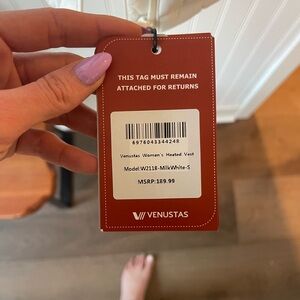 THIS TAG MUST REMAIN
ATTACHED FOR RETURNS
6976043344248
Venustas Women's Heated Vest
Model:W2118-MilkWhite-S
MSRP:189.99
VENUSTAS